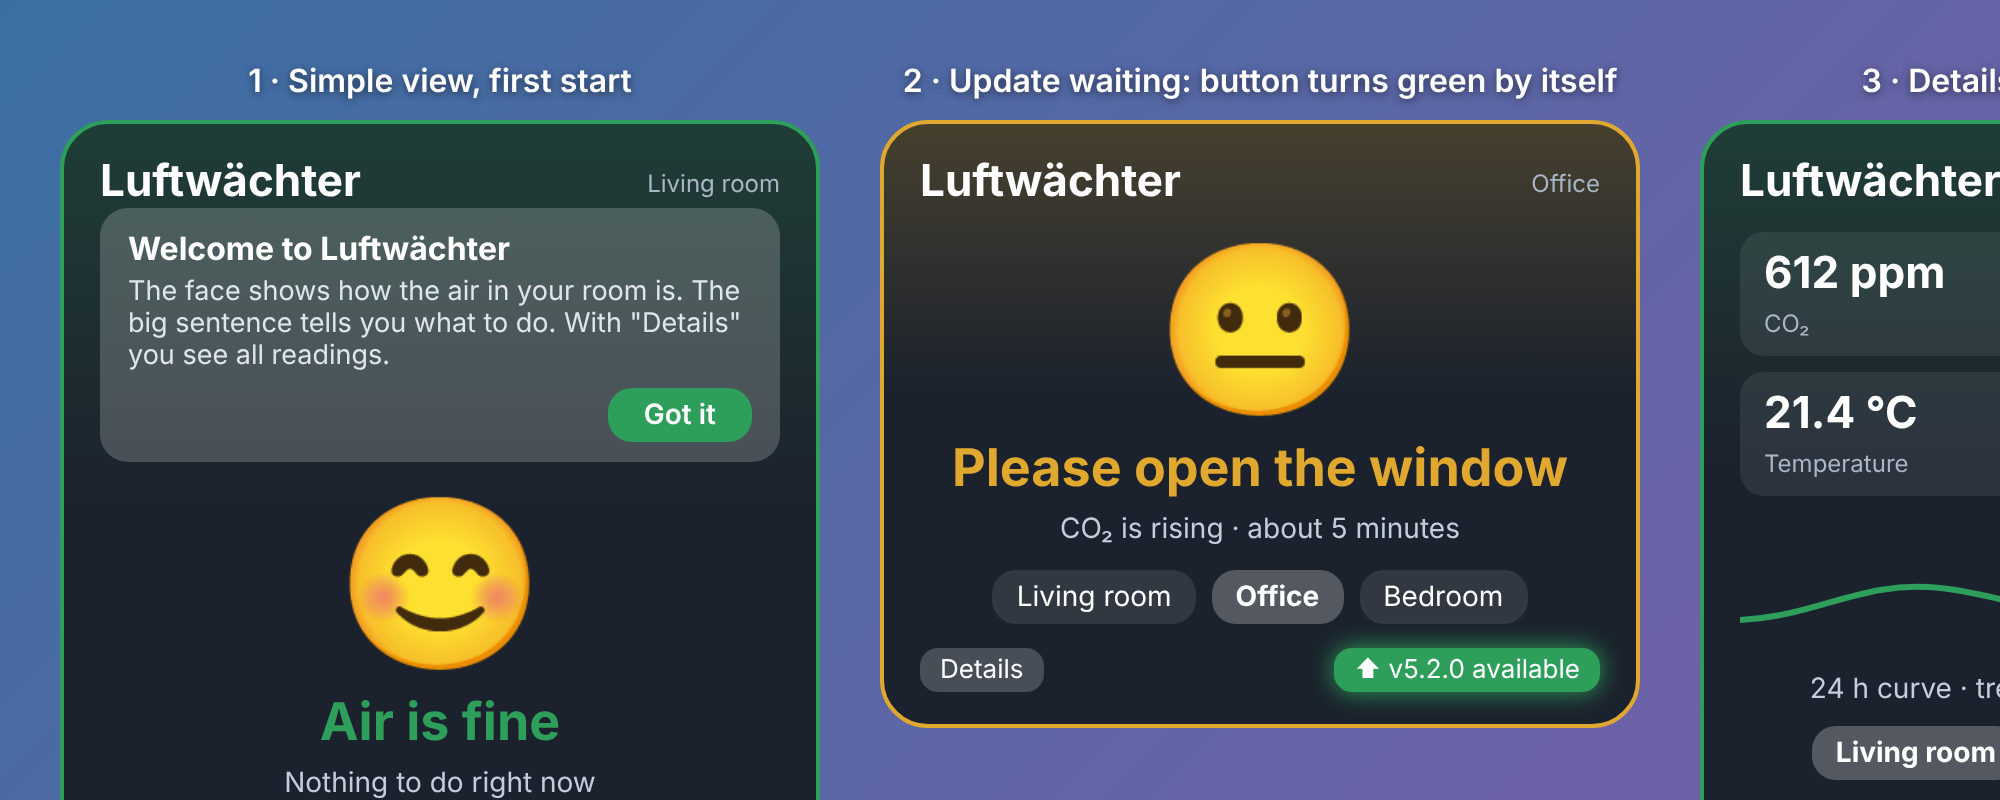 1 · Simple view, first start
Luftwächter
Living room
Welcome to Luftwächter
The face shows how the air in your room is. The
big sentence tells you what to do. With "Details"
you see all readings.
Got it
Air is fine
Nothing to do right now
2 · Update waiting: button turns green by itself
Luftwächter
Office
Please open the window
CO₂ is rising · about 5 minutes
Living room
Office
Bedroom
Details
⬆ v5.2.0 available
3 · Details
Luftwächter
612 ppm
CO₂
21.4 °C
Temperature
24 h curve ·
Living room